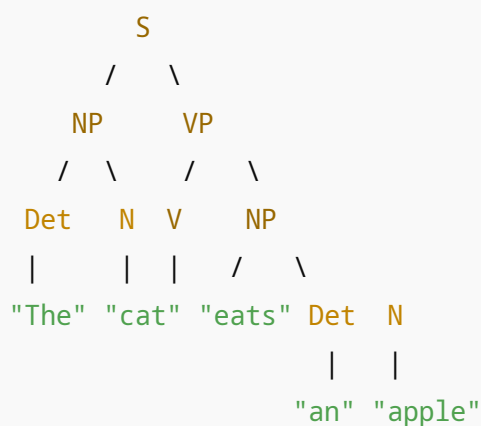 S
/ \
NP VP
/ \ / \
Det N V NP
| | | / \
"The" "cat" "eats" Det N
| |
"an" "apple"